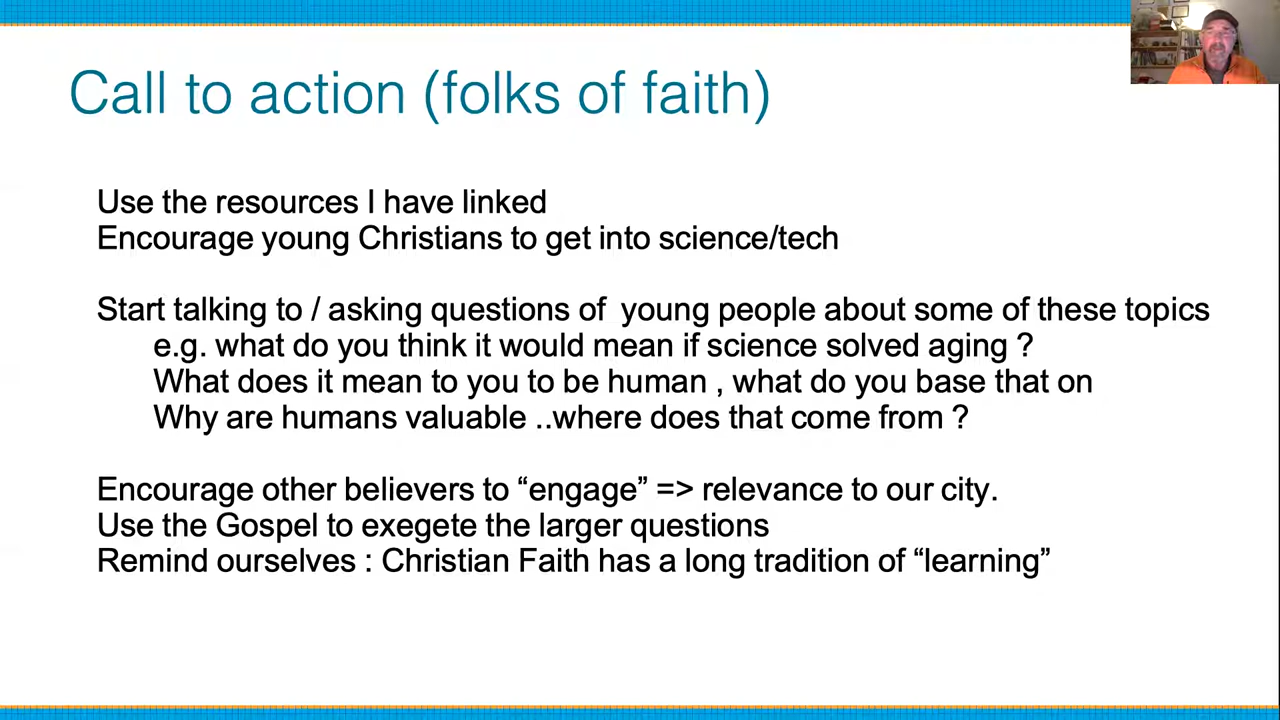 Call to action (folks of faith)
Use the resources I have linked
Encourage young Christians to get into science/tech
Start talking to / asking questions of  young people about some of these topics
e.g. what do you think it would mean if science solved aging ?
What does it mean to you to be human , what do you base that on
Why are humans valuable ..where does that come from ?
Encourage other believers to “engage” => relevance to our city.
Use the Gospel to exegete the larger questions
Remind ourselves : Christian Faith has a long tradition of “learning”